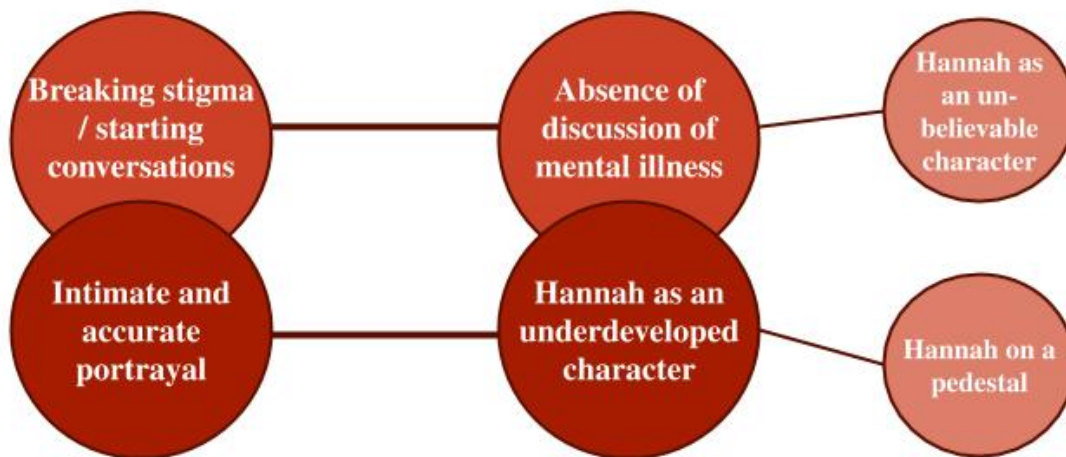 Breaking stigma
/ starting
conversations
Absence of
discussion of
mental illness
Hannah as
an un-
believable
character
Intimate and
accurate
portrayal
Hannah as an
underdeveloped
character
Hannah on a
pedestal